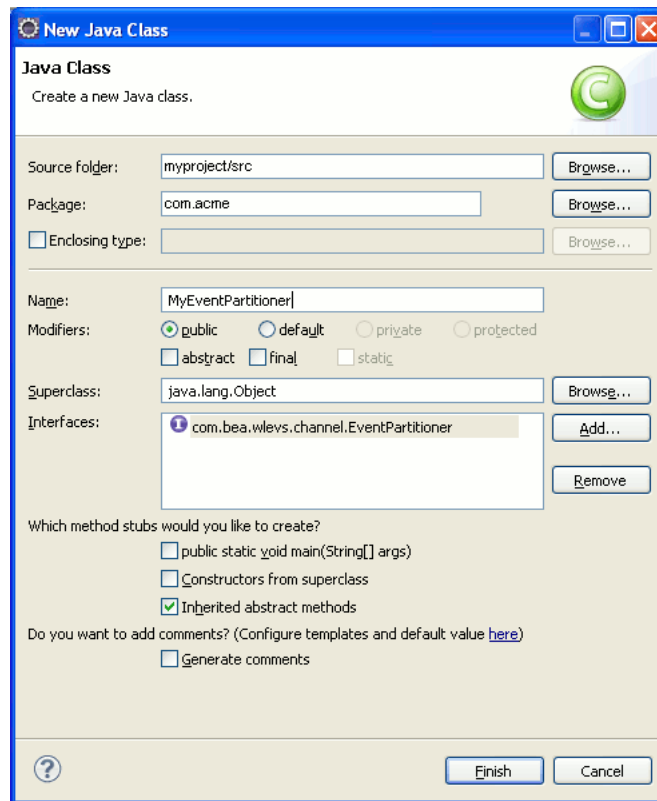 New Java Class
Java Class
Create a new Java class.
C
Source folder: myproject/src Browse...
Package: com.acme Browse...
Enclosing type: Browse...
Name: MyEventPartitioner
Modifiers: public default private protected
abstract final static
Superclass: java.lang.Object Browse...
Interfaces: I com.bea.wlevs.channel.EventPartitioner Add...
Remove
Which method stubs would you like to create?
public static void main(String[] args)
Constructors from superclass
Inherited abstract methods
Do you want to add comments? (Configure templates and default value here)
Generate comments
? Finish Cancel